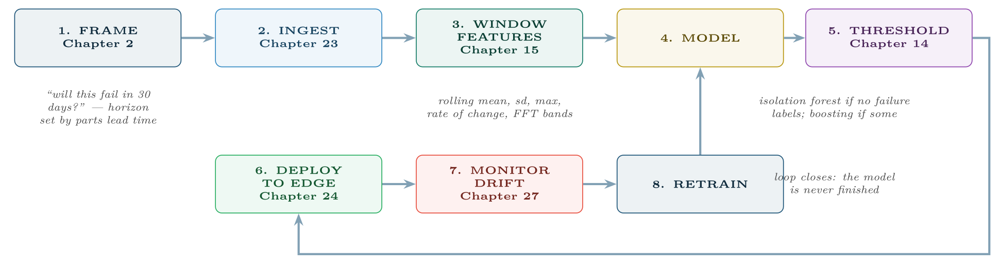 1. FRAME
Chapter 2
2. INGEST
Chapter 23
3. WINDOW
FEATURES
Chapter 15
4. MODEL
5. THRESHOLD
Chapter 14
“will this fail in 30
days?” — horizon
set by parts lead time
rolling mean, sd, max,
rate of change, FFT bands
isolation forest if no failure
labels; boosting if some
6. DEPLOY
TO EDGE
Chapter 24
7. MONITOR
DRIFT
Chapter 27
8. RETRAIN
loop closes: the model
is never finished